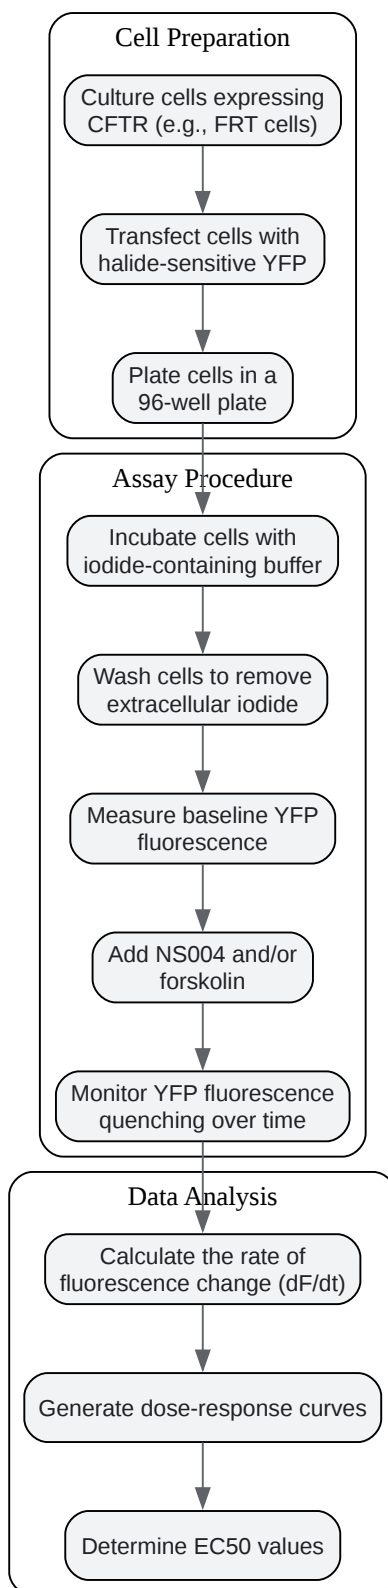 Cell Preparation
Culture cells expressing
CFTR (e.g., FRT cells)
Transfect cells with
halide-sensitive YFP
Plate cells in a
96-well plate
Assay Procedure
Incubate cells with
iodide-containing buffer
Wash cells to remove
extracellular iodide
Measure baseline YFP
fluorescence
Add NS004 and/or
forskolin
Monitor YFP fluorescence
quenching over time
Data Analysis
Calculate the rate of
fluorescence change (dF/dt)
Generate dose-response curves
Determine EC50 values